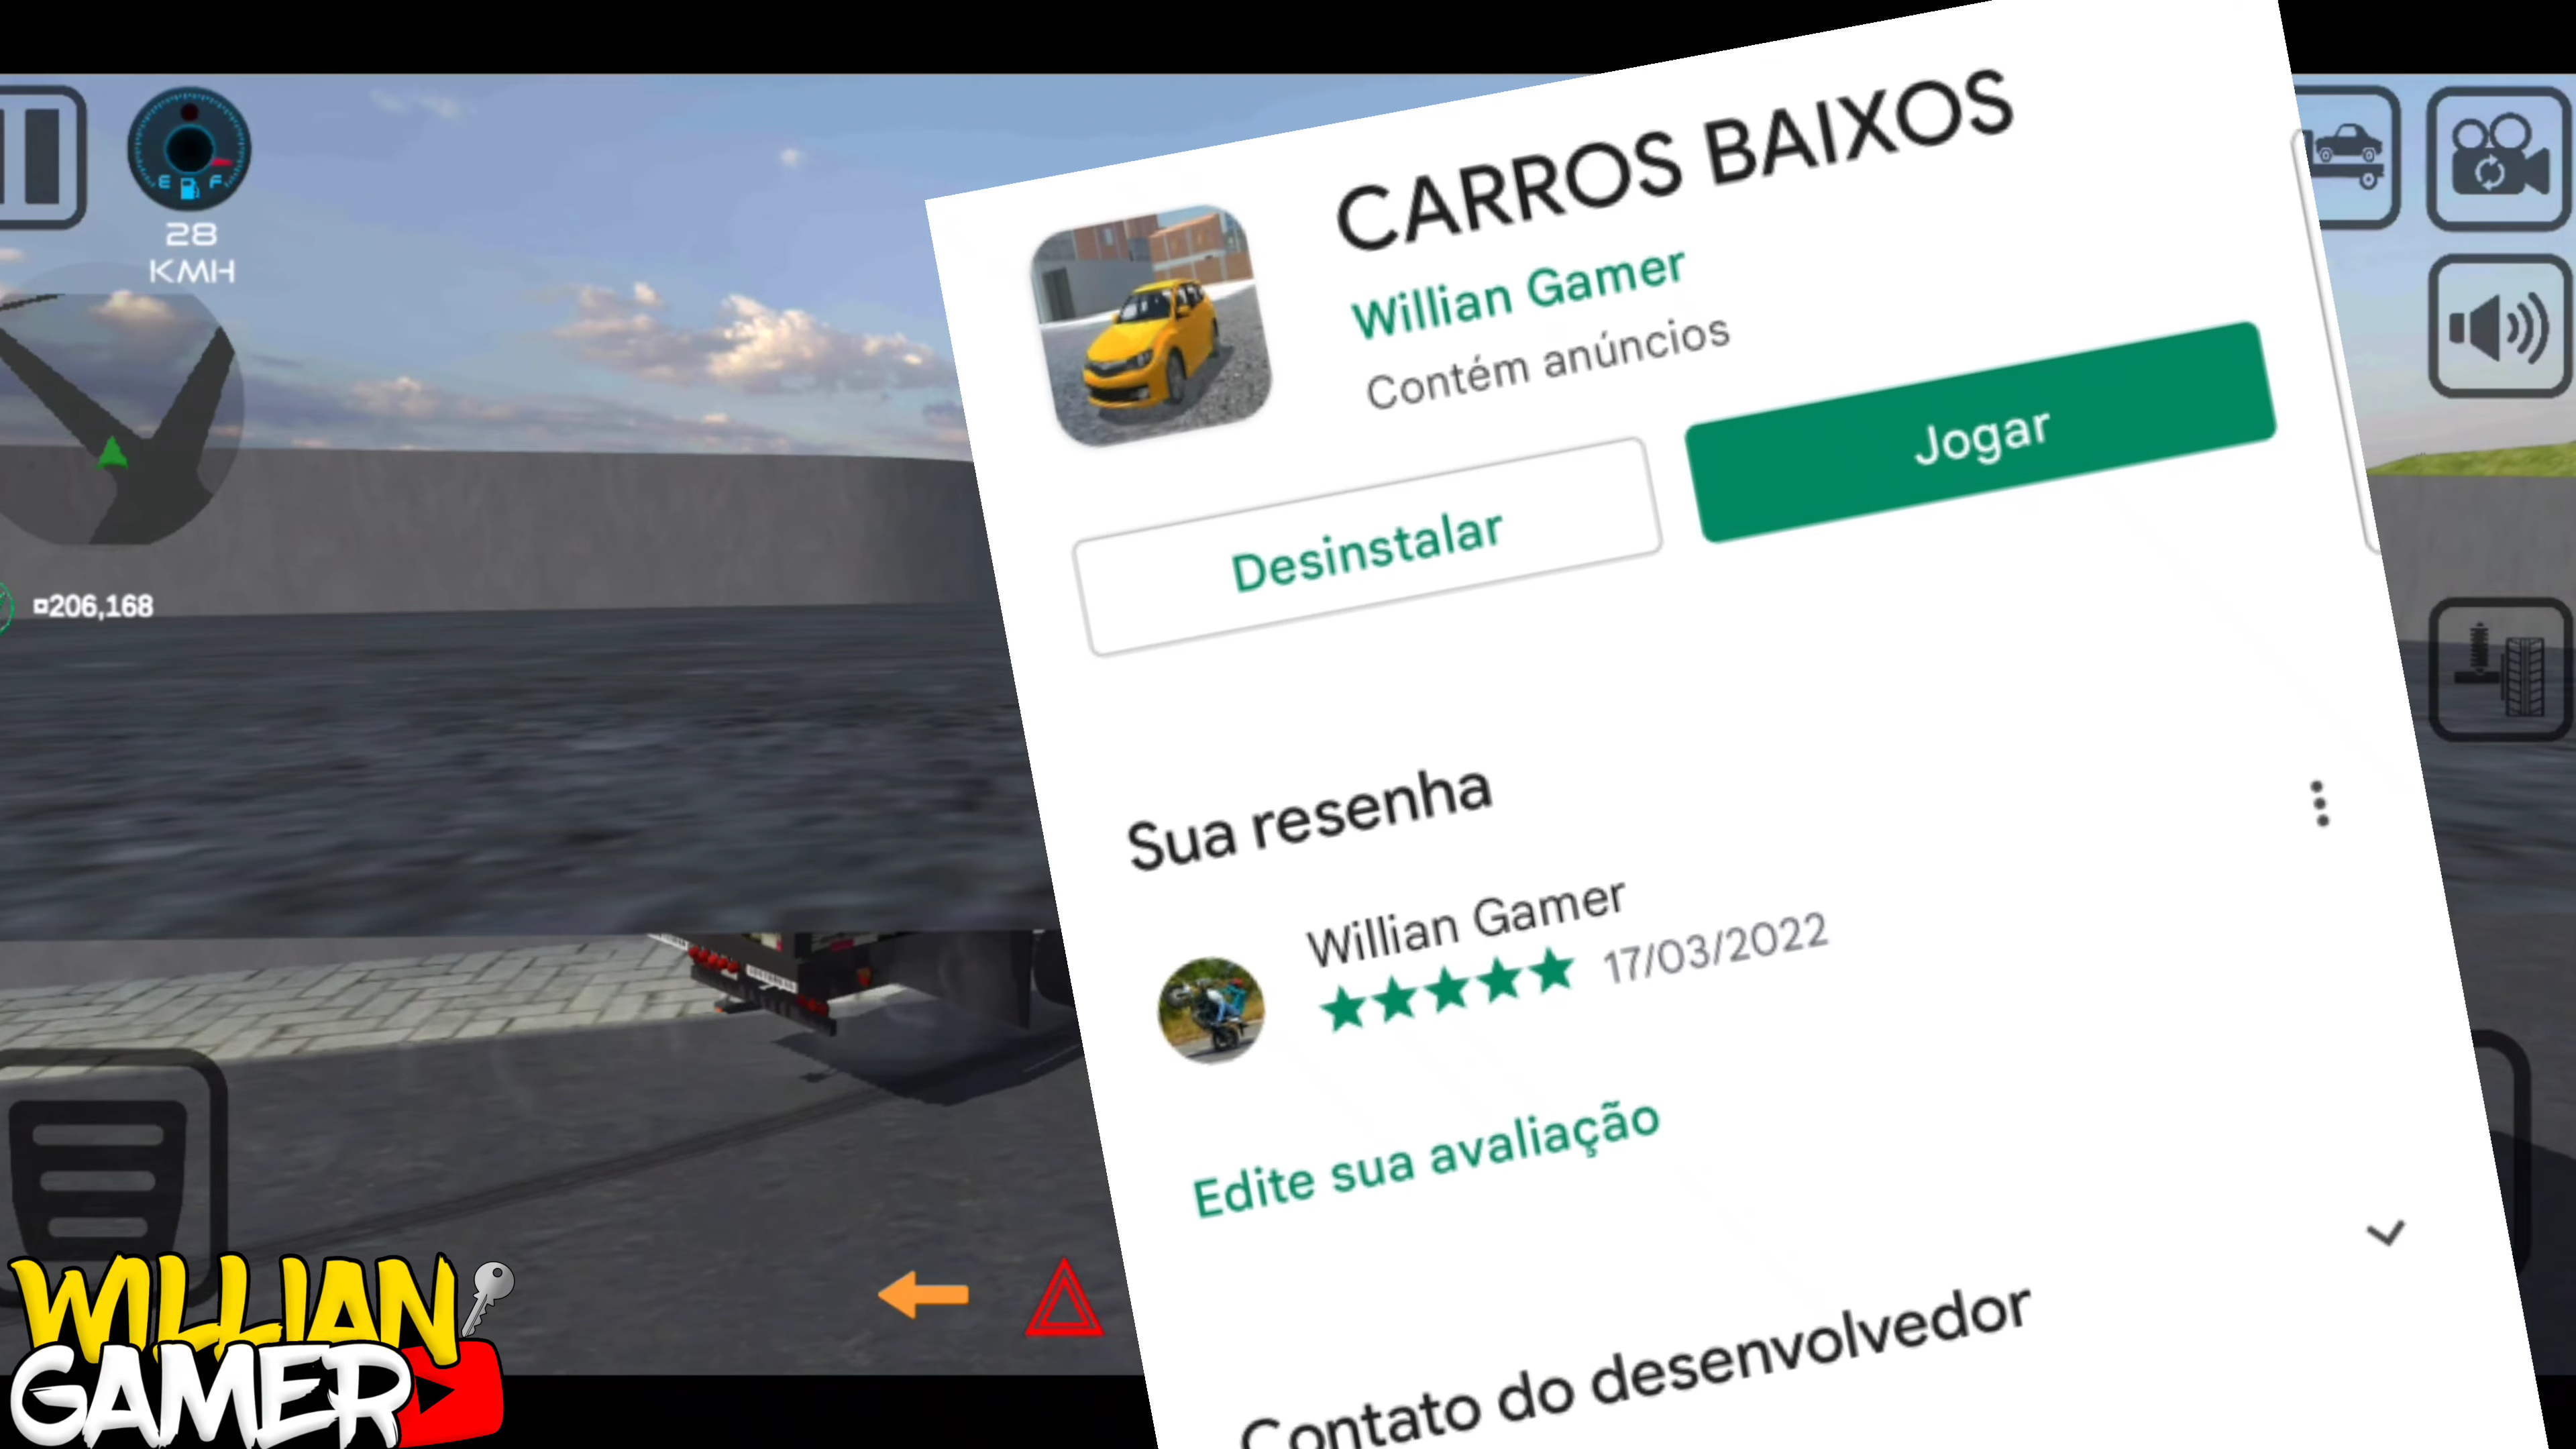 E F
28
KMH
¤206,168
CARROS BAIXOS
Willian Gamer
Contém anúncios
Desinstalar
Jogar
Sua resenha
Willian Gamer
17/03/2022
Edite sua avaliação
Contato do desenvolvedor
WILLIAN
GAMER